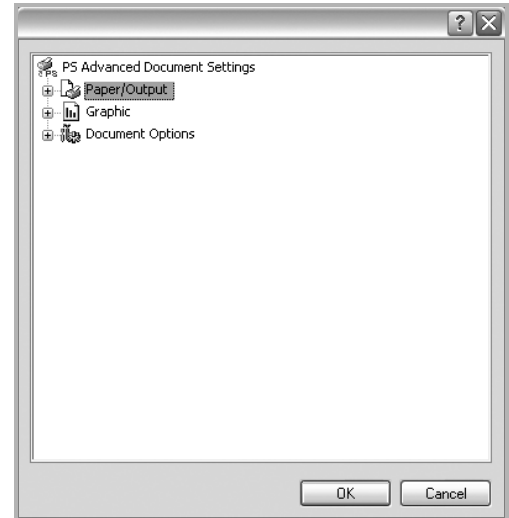 PS Advanced Document Settings
Paper/Output
Graphic
Document Options
OK Cancel